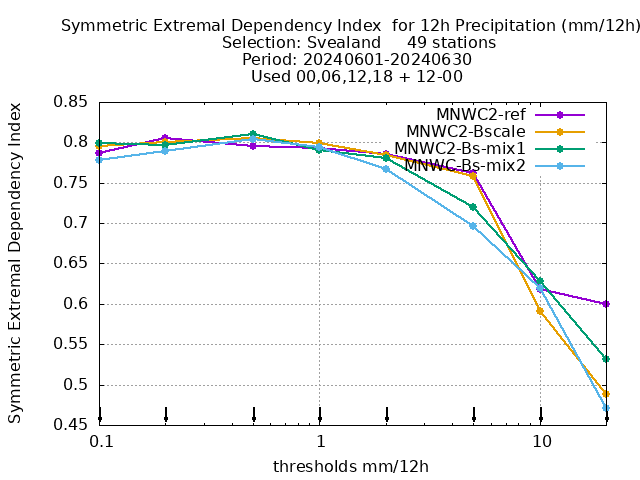 Symmetric Extremal Dependency Index  for 12h Precipitation (mm/12h)
Selection: Svealand     49 stations
Period: 20240601-20240630
Used 00,06,12,18 + 12-00
Symmetric Extremal Dependency Index
0.85
0.8
0.75
0.7
0.65
0.6
0.55
0.5
0.45
MNWC2-ref
MNWC2-Bscale
MNWC2-Bs-mix1
MNWC-Bs-mix2
0.1
1
10
thresholds mm/12h